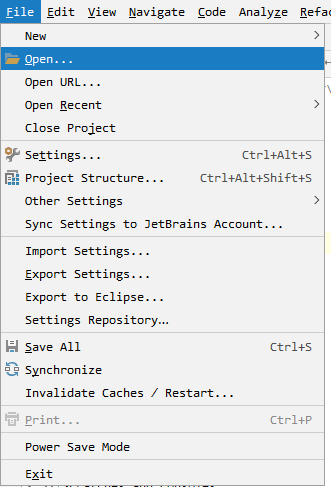 File Edit View Navigate Code Analyze Refac
New
Open...
Open URL...
Open Recent
Close Project
Settings... Ctrl+Alt+S
Project Structure... Ctrl+Alt+Shift+S
Other Settings
Sync Settings to JetBrains Account...
Import Settings...
Export Settings...
Export to Eclipse...
Settings Repository...
Save All Ctrl+S
Synchronize
Invalidate Caches / Restart...
Print... Ctrl+P
Power Save Mode
Exit